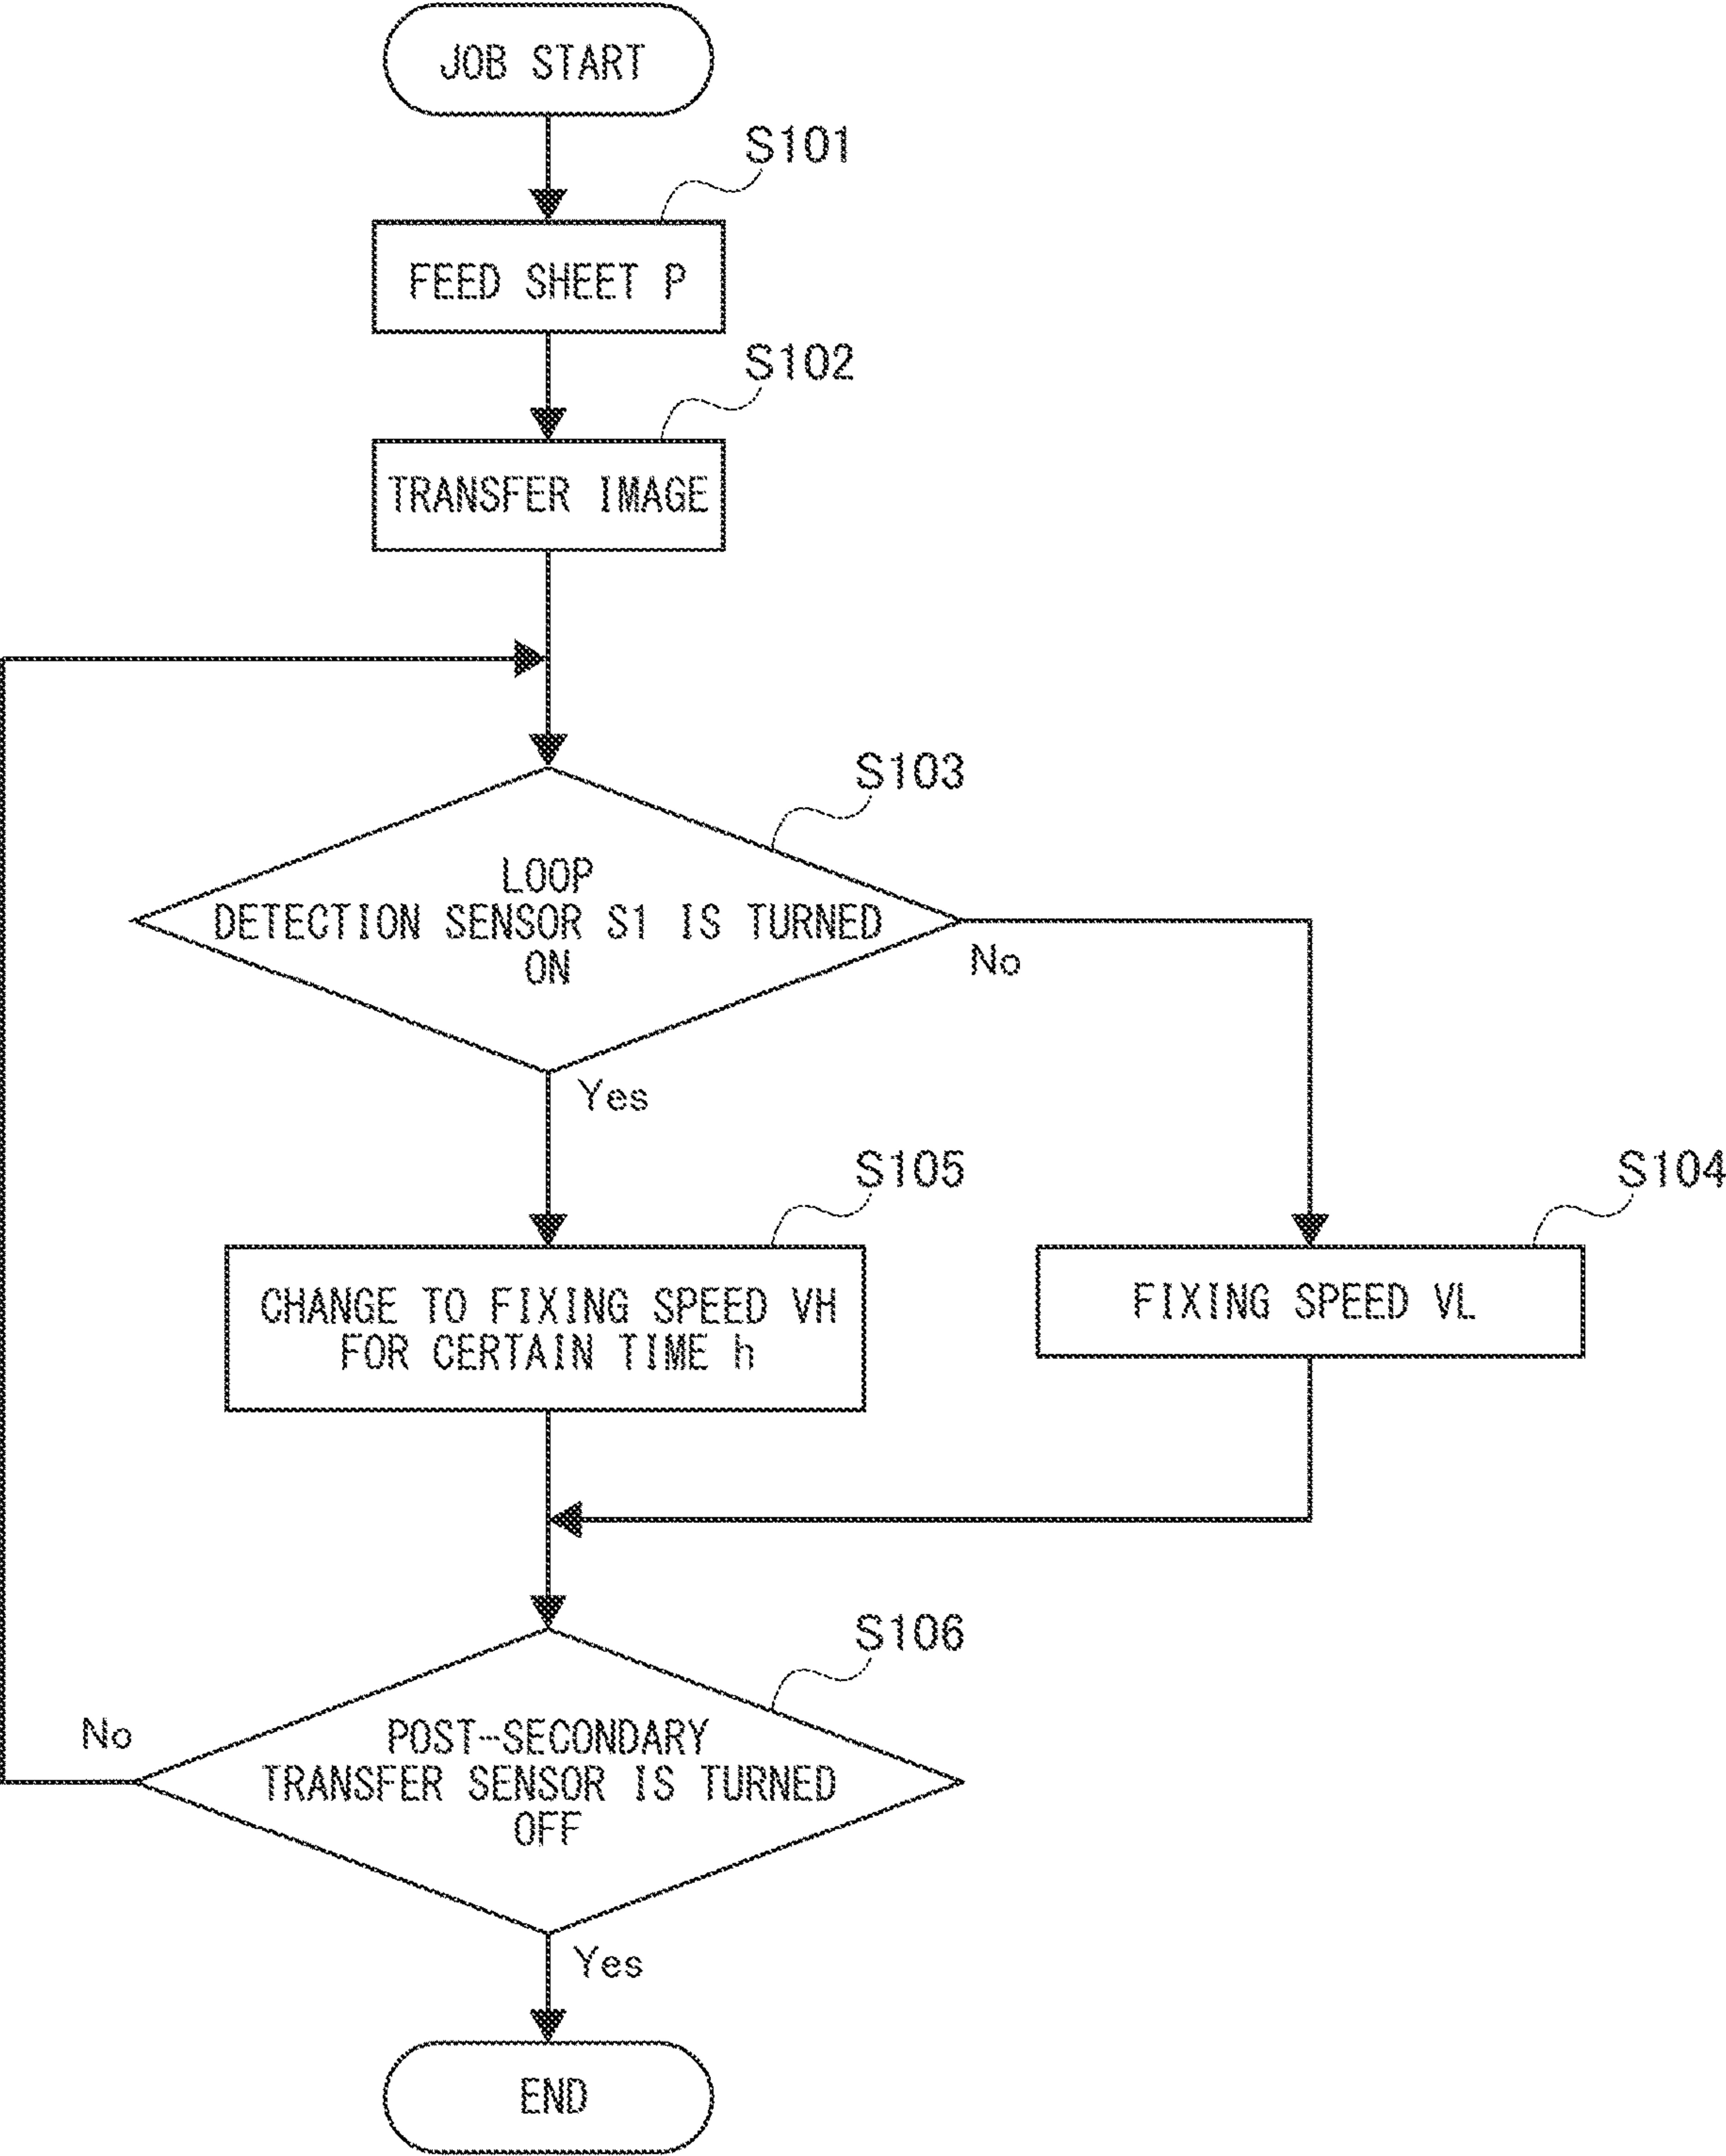 JOB START
S101
FEED SHEET P
S102
TRANSFER IMAGE
S103
LOOP
DETECTION SENSOR S1 IS TURNED
ON
No
Yes
S105
S104
CHANGE TO FIXING SPEED VH
FOR CERTAIN TIME h
FIXING SPEED VL
S106
No
POST-SECONDARY
TRANSFER SENSOR IS TURNED
OFF
Yes
END